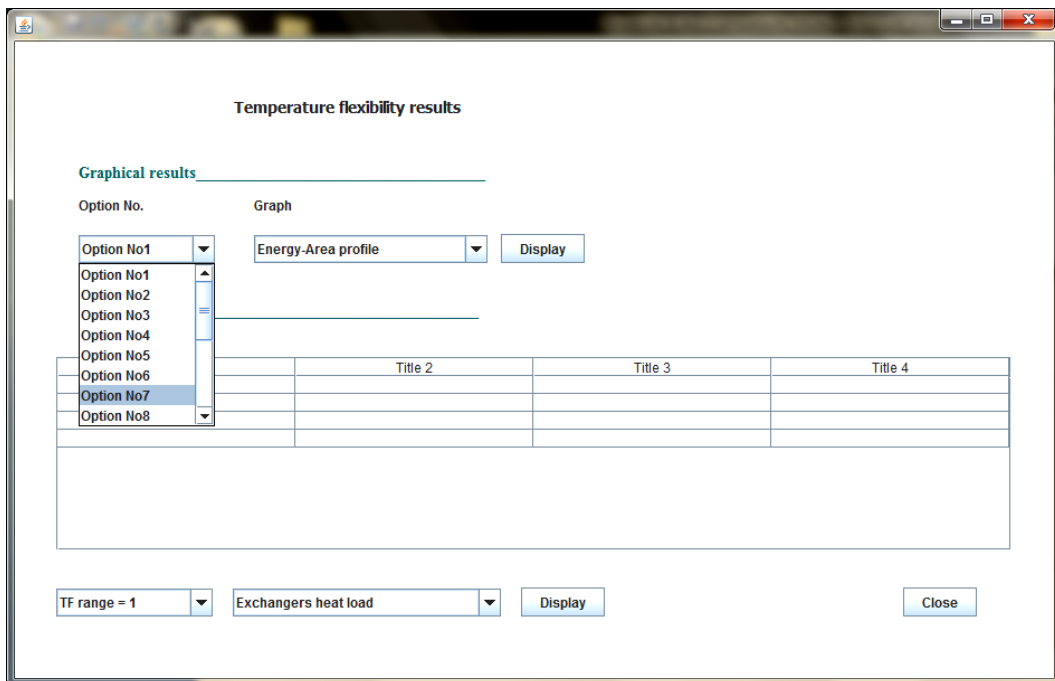 Temperature flexibility results
Graphical results
Option No. Graph
Option No1 Energy-Area profile Display
Option No1
Option No2
Option No3
Option No4
Option No5
Option No6
Option No7
Option No8
Title 2 Title 3 Title 4
TF range = 1 Exchangers heat load Display Close